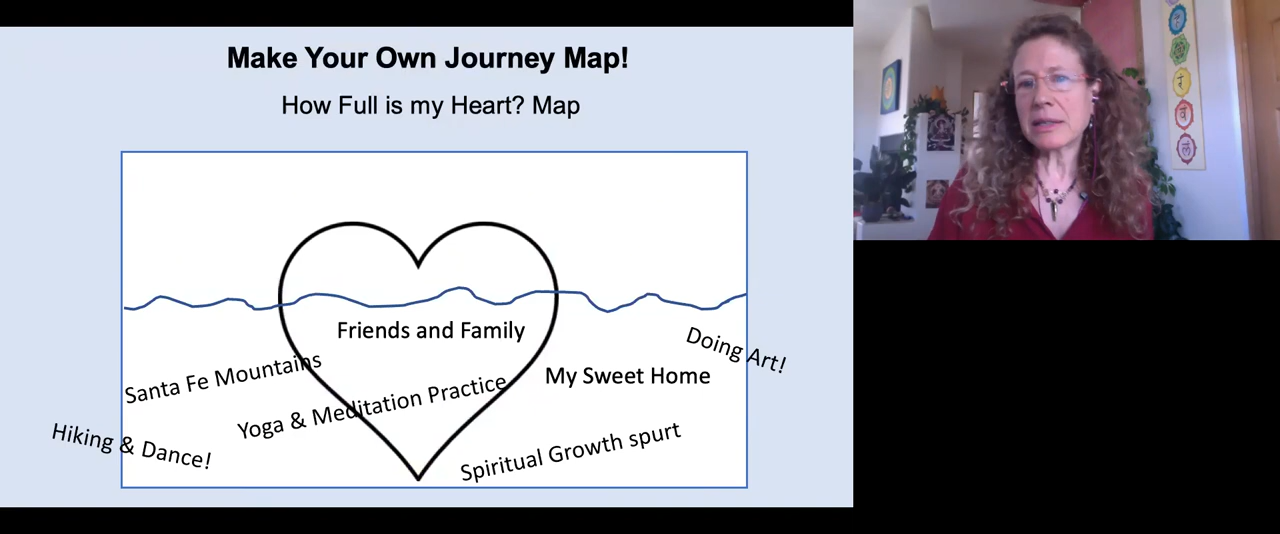 Make Your Own Journey Map!
How Full is my Heart? Map
Friends and Family
Doing Art!
Santa Fe Mountains
My Sweet Home
Yoga & Meditation Practice
Hiking & Dance!
Spiritual Growth spurt